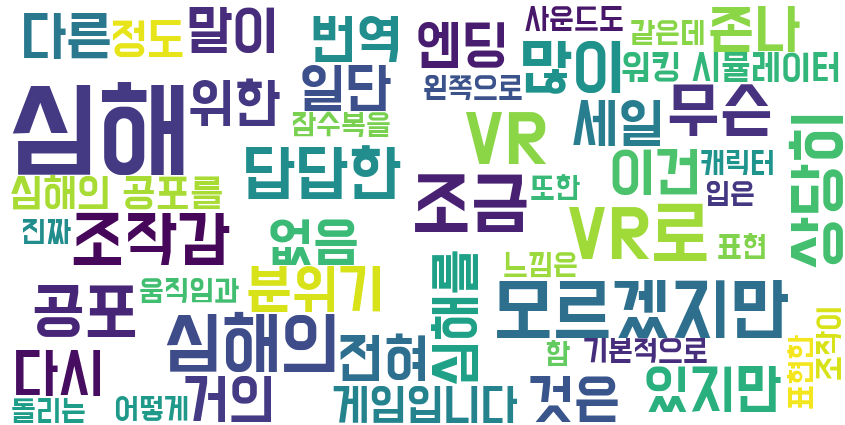 다른
정도
말이
번역
엔딩
사운드도
같은데
존나
많이
워킹 시뮬레이터
심해
위한
일단
왼쪽으로
잠수복을
VR
세일
무슨
상당히
답답한
이건
캐릭터
심해의 공포를
또한
입은
조금
VR로
진짜
조작감
없음
표현
느낌은
움직임과
분위기
심해를
모르겠지만
공포
심해의
전혀
함
기본적으로
표현한
조작이
다시
거의
게임입니다
것은
있지만
돌리는
어떻게